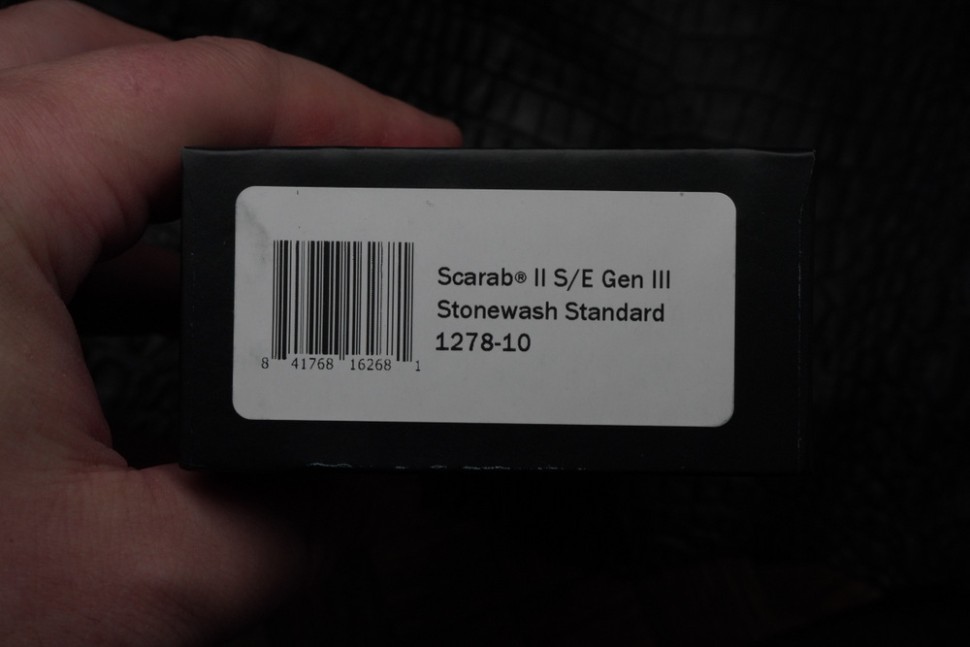 Scarab® II S/E Gen III
Stonewash Standard
1278-10
8 41768 16268 1